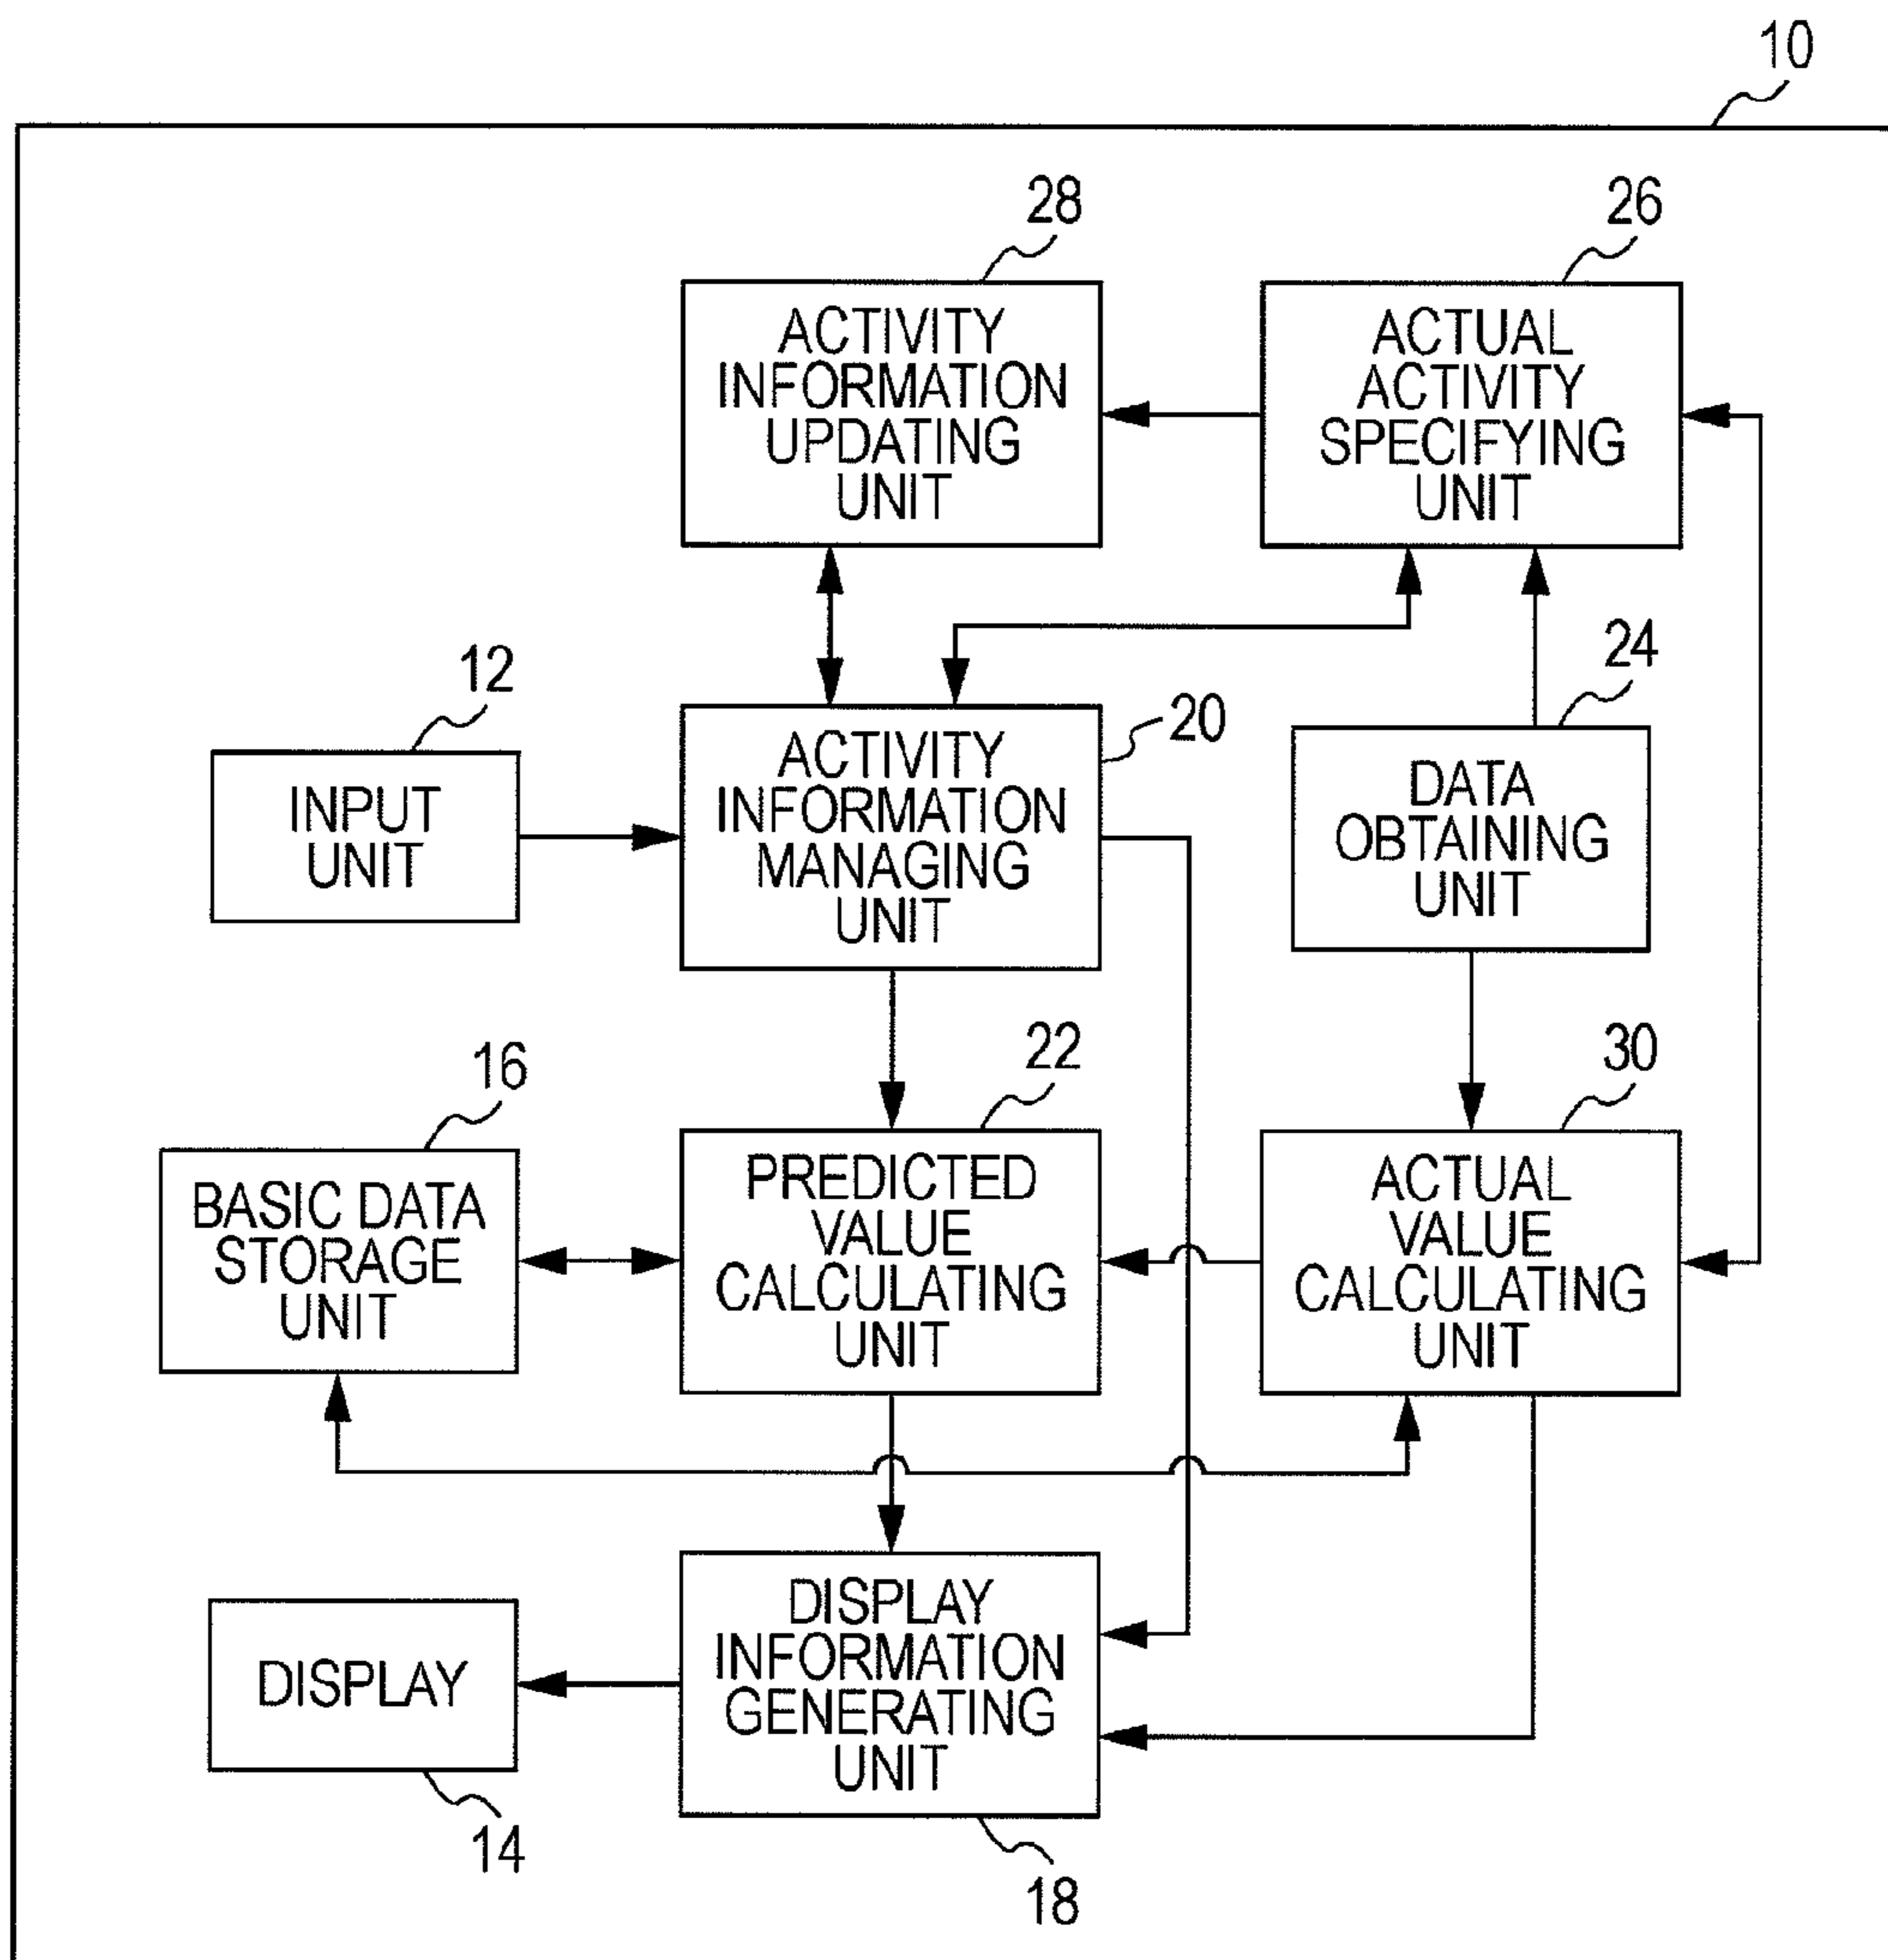 10
28
26
ACTIVITY
INFORMATION
UPDATING
UNIT
ACTUAL
ACTIVITY
SPECIFYING
UNIT
12
20
24
INPUT
UNIT
ACTIVITY
INFORMATION
MANAGING
UNIT
DATA
OBTAINING
UNIT
16
22
30
BASIC DATA
STORAGE
UNIT
PREDICTED
VALUE
CALCULATING
UNIT
ACTUAL
VALUE
CALCULATING
UNIT
DISPLAY
DISPLAY
INFORMATION
GENERATING
UNIT
14
18